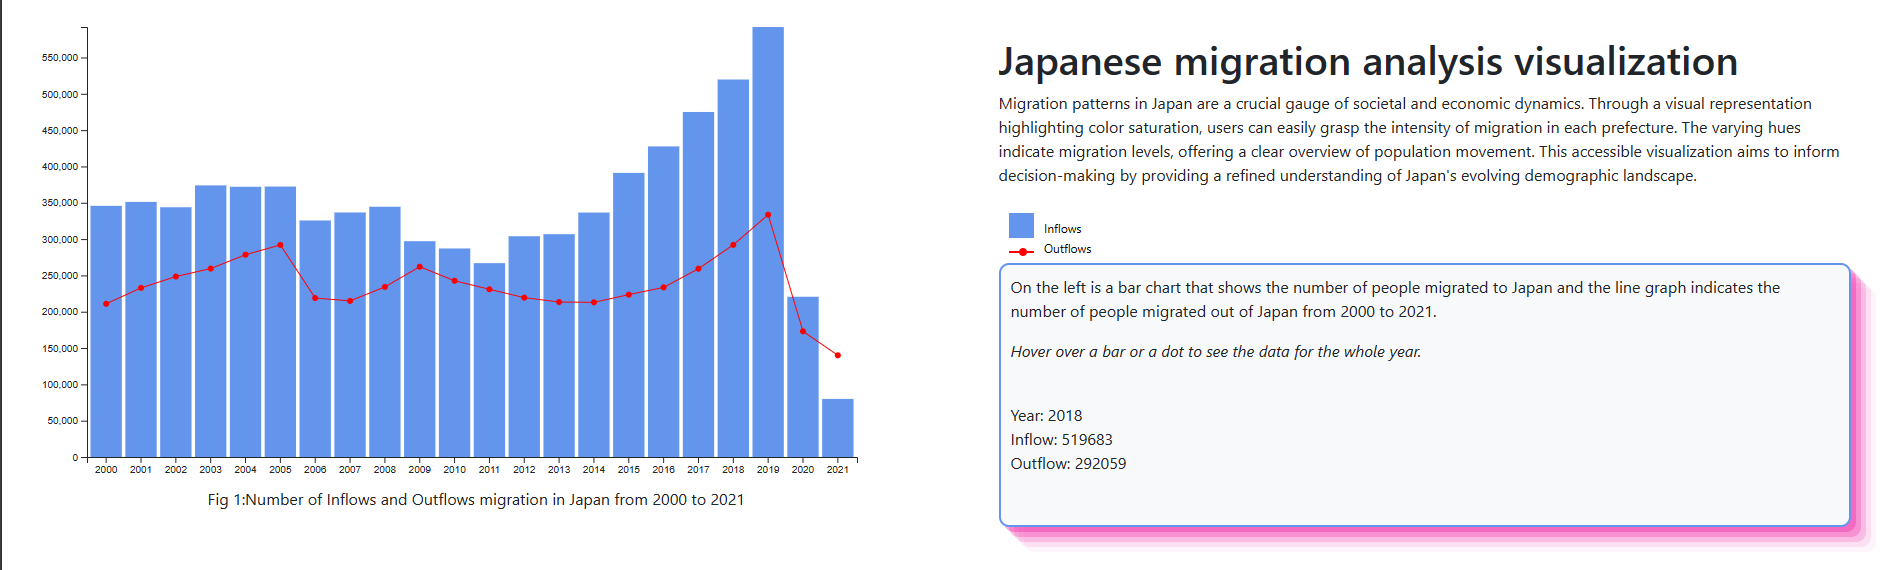 550,000
500,000
450,000
400,000
350,000
300,000
250,000
200,000
150,000
100,000
50,000
0
2000 2001 2002 2003 2004 2005 2006 2007 2008 2009 2010 2011 2012 2013 2014 2015 2016 2017 2018 2019 2020 2021
Fig 1:Number of Inflows and Outflows migration in Japan from 2000 to 2021
Japanese migration analysis visualization
Migration patterns in Japan are a crucial gauge of societal and economic dynamics. Through a visual representation
highlighting color saturation, users can easily grasp the intensity of migration in each prefecture. The varying hues
indicate migration levels, offering a clear overview of population movement. This accessible visualization aims to inform
decision-making by providing a refined understanding of Japan's evolving demographic landscape.
Inflows
Outflows
On the left is a bar chart that shows the number of people migrated to Japan and the line graph indicates the
number of people migrated out of Japan from 2000 to 2021.
Hover over a bar or a dot to see the data for the whole year.
Year: 2018
Inflow: 519683
Outflow: 292059